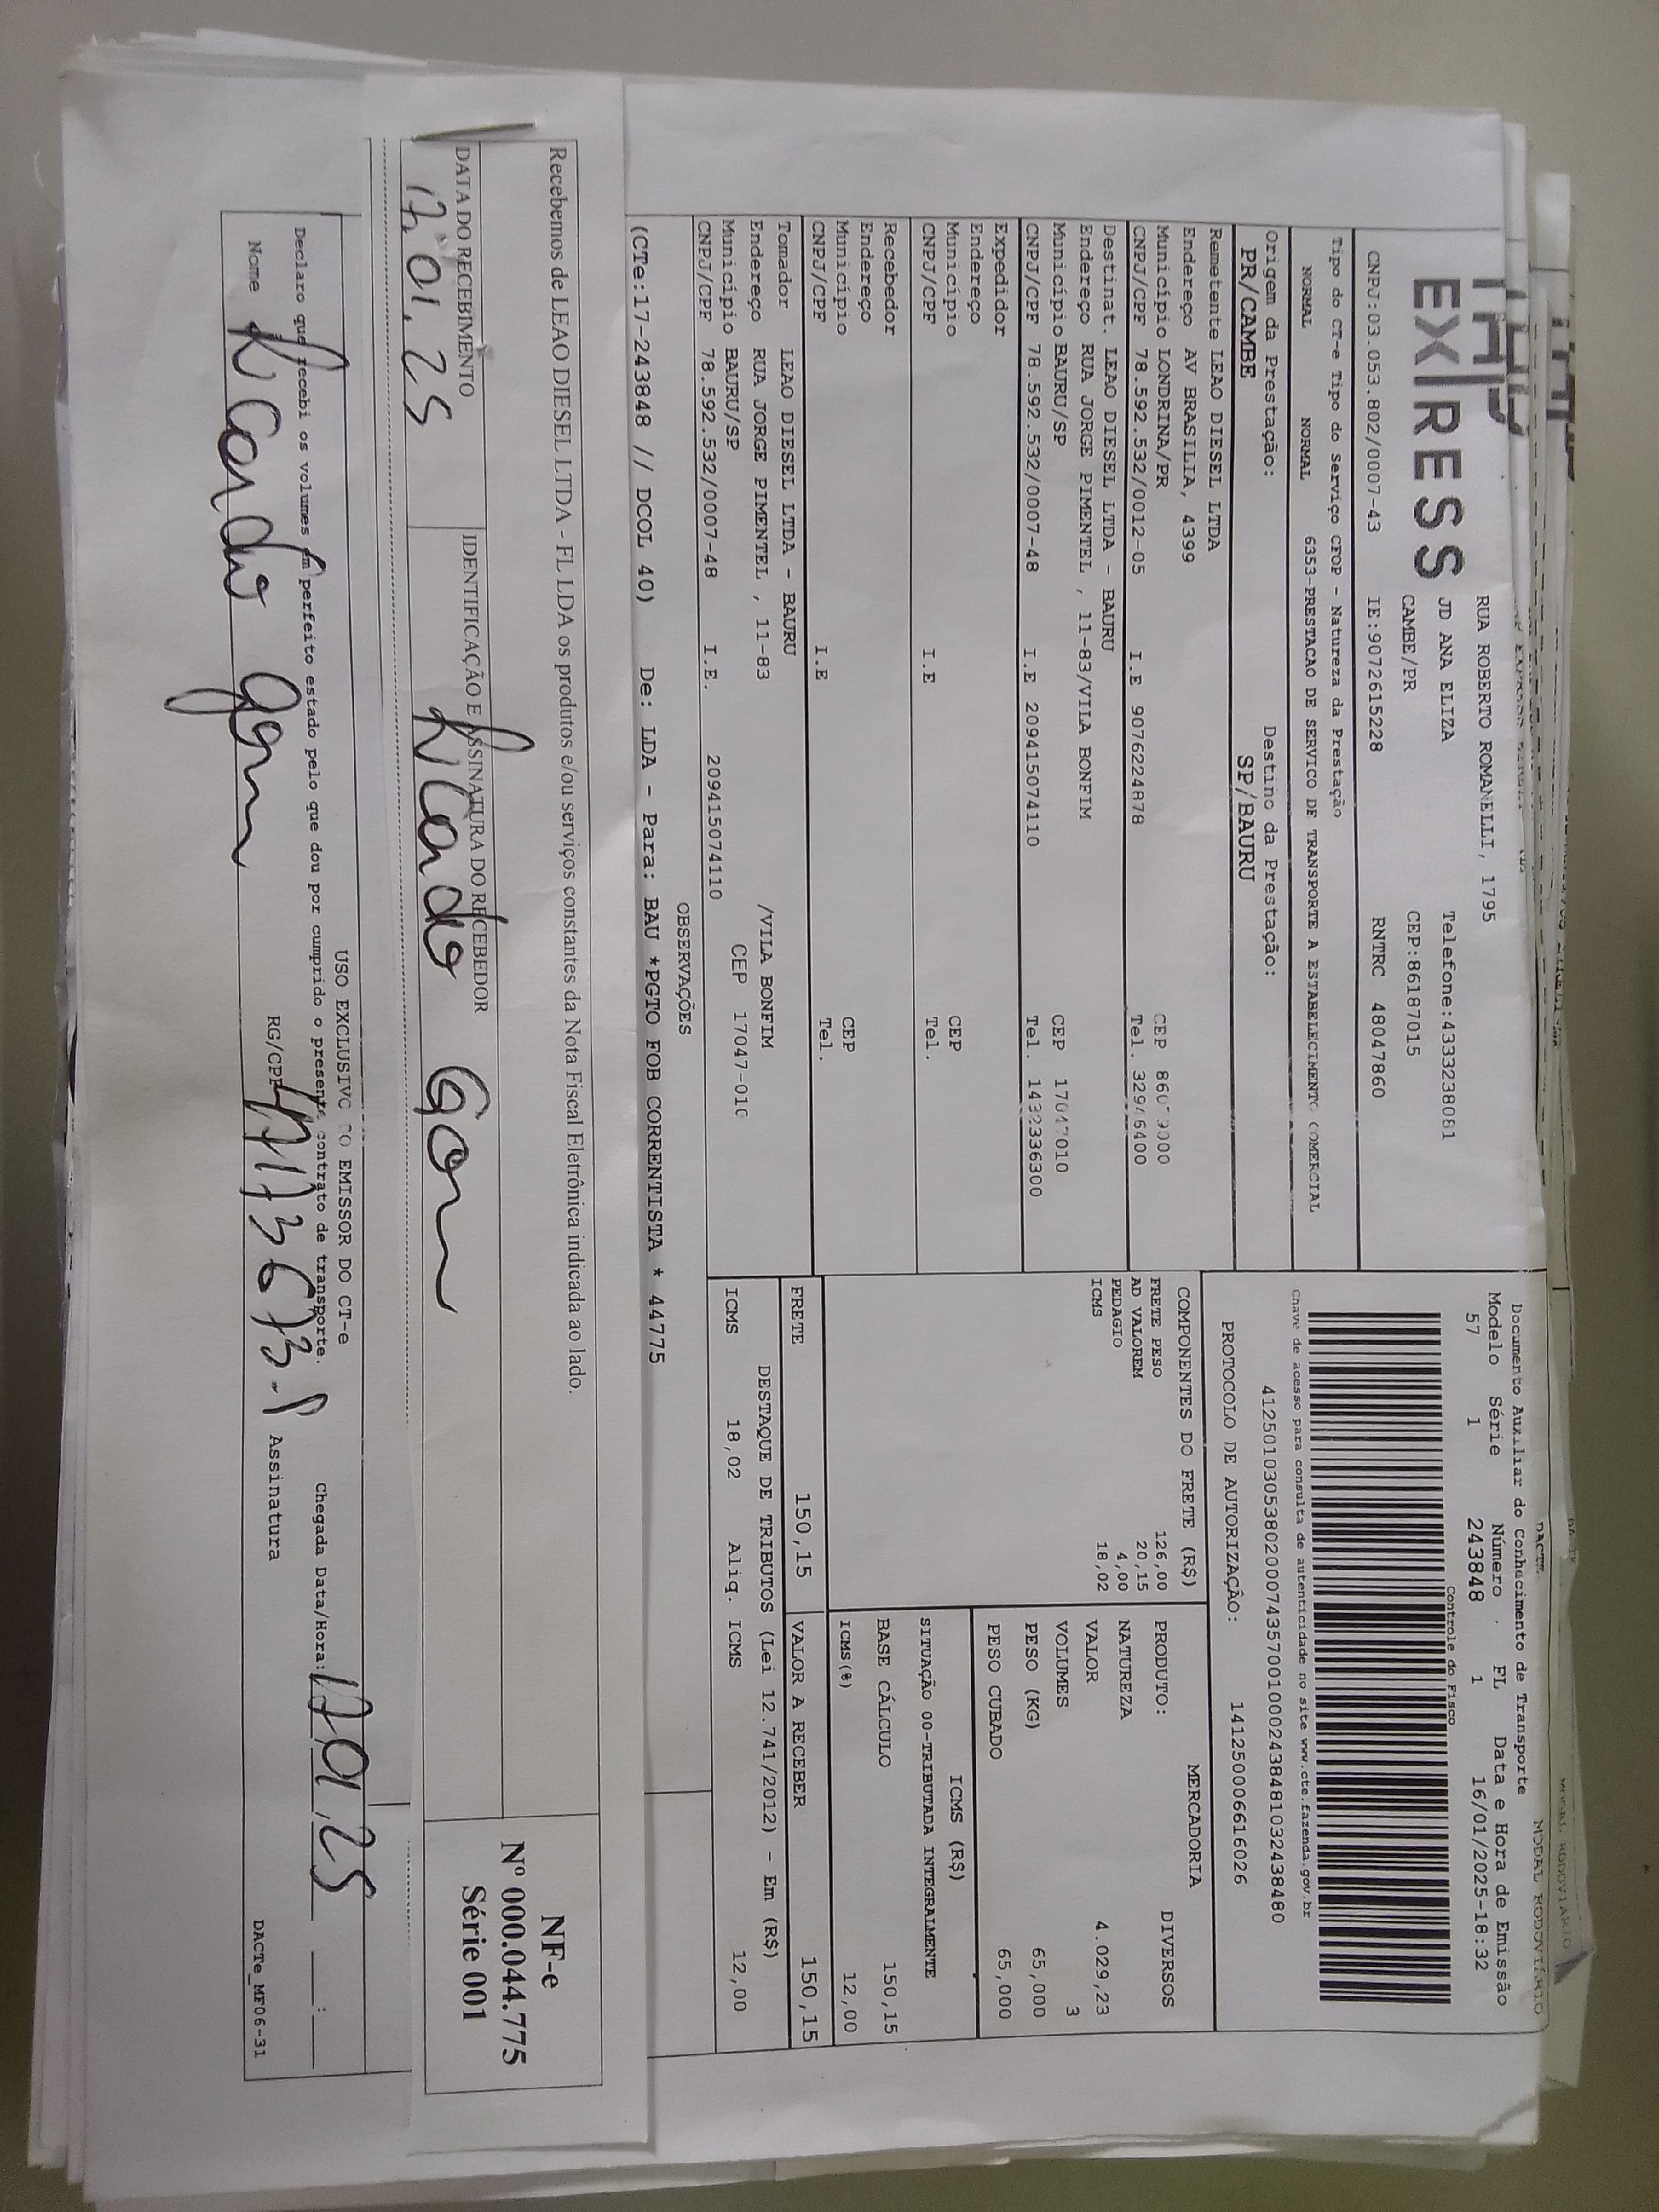 EXPRESS
RUA ROBERTO ROMANELLI, 1795
JD ANA ELIZA
Telefone:4333238081
CAMBE/PR
CEP:86187015
CNPJ:03.053.802/0007-43 IE:9072615228 RNTRC 48047860
DACTE
MODAL RODOVIÁRIO
Documento Auxiliar do Conhecimento de Transporte
Modelo Série Número FL Data e Hora de Emissão
57 1 243848 1 16/01/2025-18:32
Controle do Fisco
Chave de acesso para consulta de autenticidade no site www.cte.fazenda.gov.br
41250103053802000743570010002438481032438480
PROTOCOLO DE AUTORIZAÇÃO: 141250006616026
Tipo do CT-e Tipo do Serviço CFOP - Natureza da Prestação
NORMAL NORMAL 6353-PRESTACAO DE SERVICO DE TRANSPORTE A ESTABELECIMENTO COMERCIAL
Origem da Prestação: Destino da Prestação:
PR/CAMBE SP/BAURU
Remetente LEAO DIESEL LTDA
Endereço AV BRASILIA, 4399
Município LONDRINA/PR CEP
CNPJ/CPF 78.592.532/0012-05 I.E 9076224878 Tel.
Destinat. LEAO DIESEL LTDA - BAURU
Endereço RUA JORGE PIMENTEL , 11-83/VILA BONFIM
Município BAURU/SP CEP 17047010
CNPJ/CPF 78.592.532/0007-48 I.E 209415074110 Tel. 1432336300
Expedidor
Endereço
Município CEP
CNPJ/CPF I.E Tel.
Recebedor
Endereço
Município CEP
CNPJ/CPF I.E Tel.
Tomador LEAO DIESEL LTDA - BAURU
Endereço RUA JORGE PIMENTEL , 11-83 /VILA BONFIM
Município BAURU/SP CEP 17047-010
CNPJ/CPF 78.592.532/0007-48 I.E. 209415074110
COMPONENTES DO FRETE (R$)
FRETE PESO 126,00
AD VALOREM 20,15
PEDAGIO 4,00
ICMS 18,02
MERCADORIA
PRODUTO: DIVERSOS
NATUREZA
VALOR 4.029,23
VOLUMES 3
PESO (KG) 65,000
PESO CUBADO 65,000
ICMS (R$)
SITUAÇÃO 00-TRIBUTADA INTEGRALMENTE
BASE CÁLCULO 150,15
ICMS(%) 12,00
FRETE 150,15 VALOR A RECEBER 150,15
DESTAQUE DE TRIBUTOS (Lei 12.741/2012) - Em (R$)
ICMS 18,02 Aliq. ICMS 12,00
OBSERVAÇÕES
(CTe:17-243848 // DCOL 40) De: LDA - Para: BAU *PGTO FOB CORRENTISTA * 44775
Recebemos de LEAO DIESEL LTDA - FL LDA os produtos e/ou serviços constantes da Nota Fiscal Eletrônica indicada ao lado.
DATA DO RECEBIMENTO IDENTIFICAÇÃO E ASSINATURA DO RECEBEDOR
17.01.25
NF-e
Nº 000.044.775
Série 001
USO EXCLUSIVO DO EMISSOR DO CT-e
Declaro que recebi os volumes em perfeito estado pelo que dou por cumprido o presente contrato de transporte.
Chegada Data/Hora: 17.01.25 __:__
Nome RG/CPF Assinatura
DACTe_MF06-31